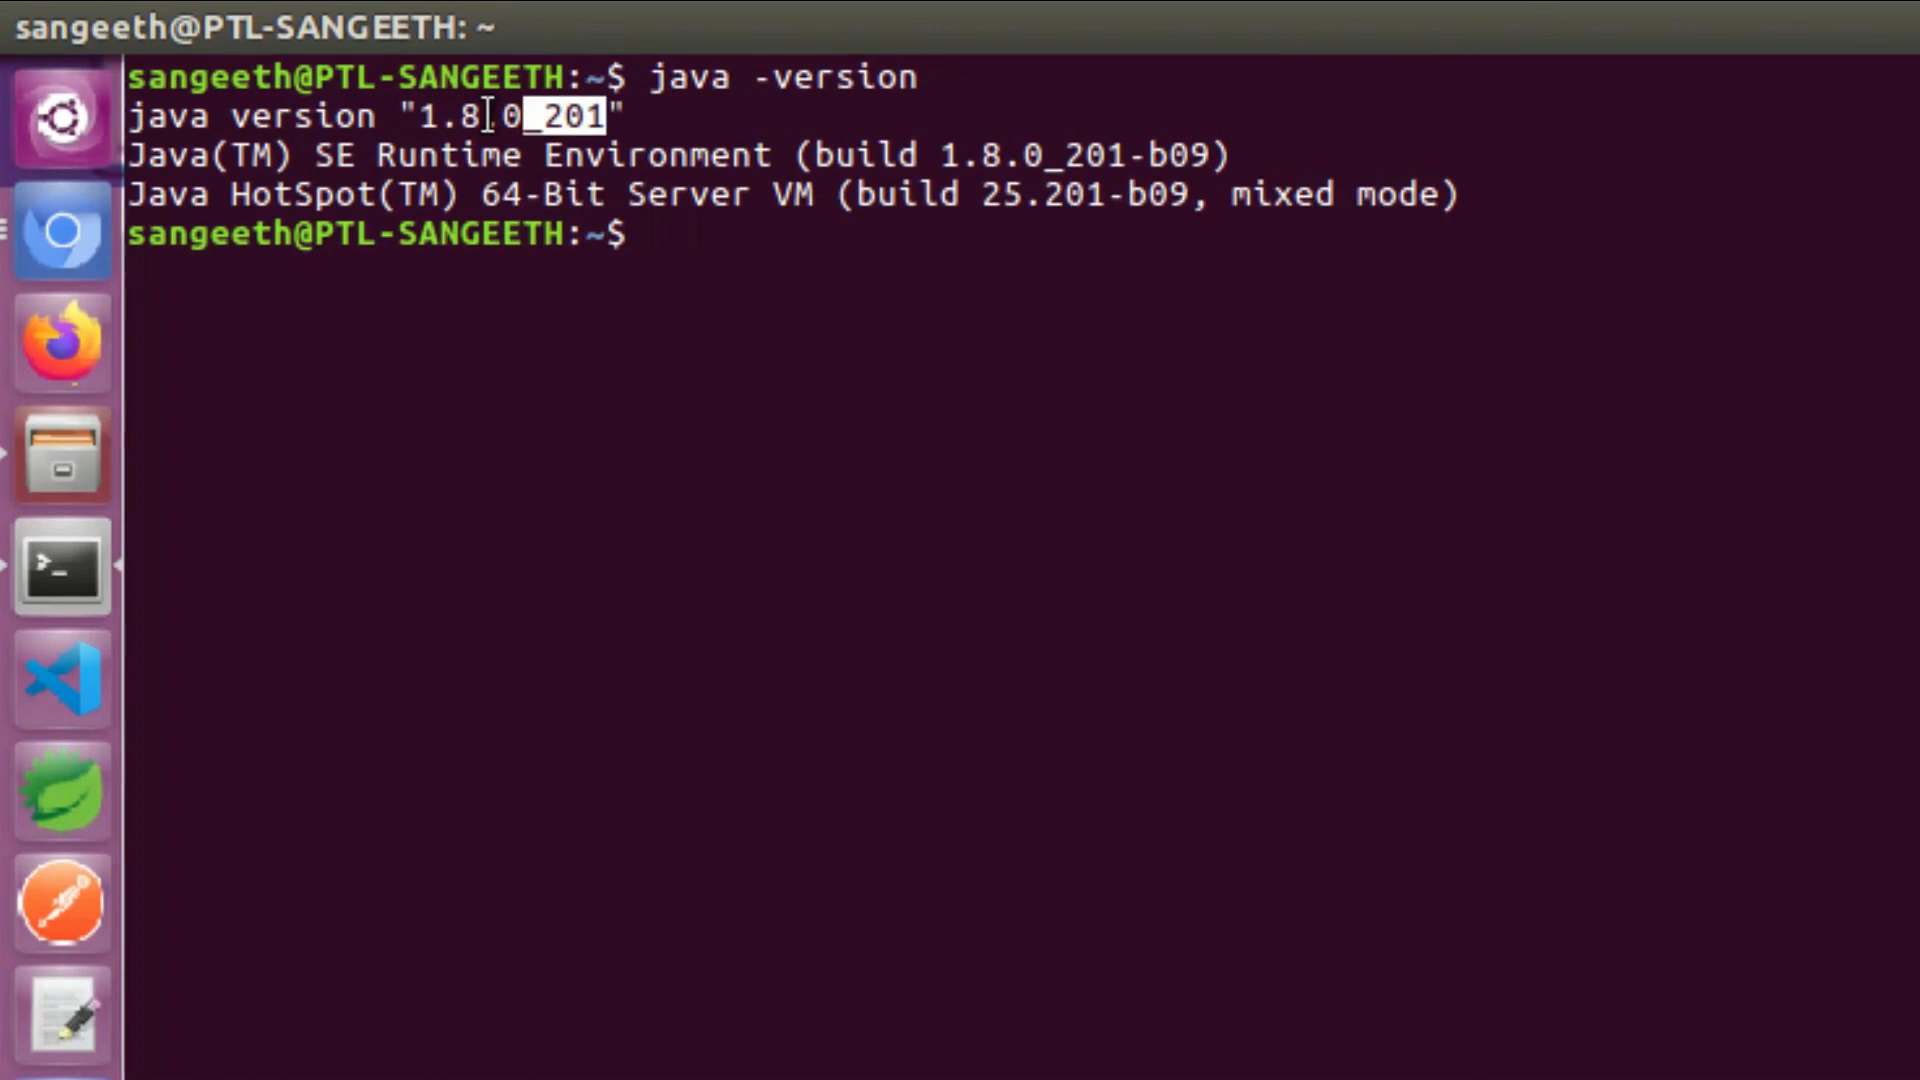 sangeeth@PTL-SANGEETH: ~
sangeeth@PTL-SANGEETH:~$ java -version
java version "1.8.0_201"
Java(TM) SE Runtime Environment (build 1.8.0_201-b09)
Java HotSpot(TM) 64-Bit Server VM (build 25.201-b09, mixed mode)
sangeeth@PTL-SANGEETH:~$